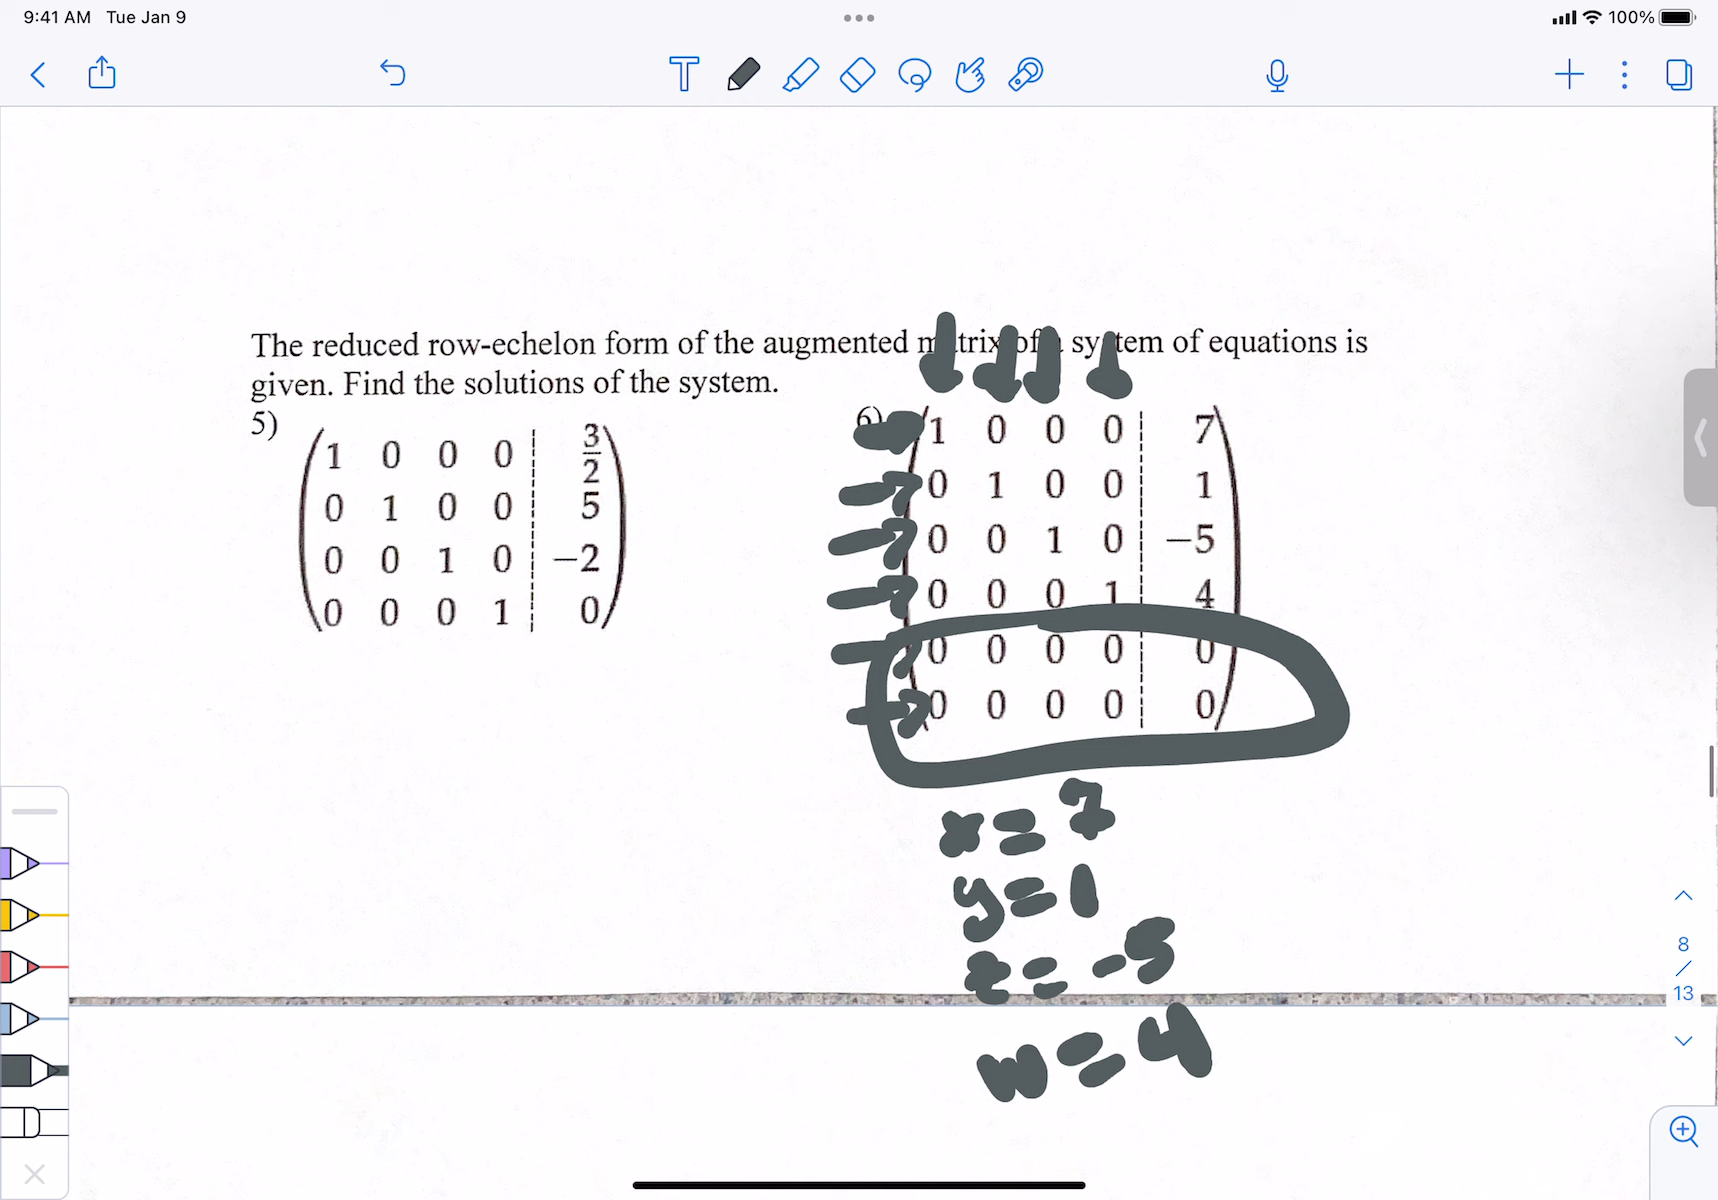 9:41 AM Tue Jan 9
100%
The reduced row-echelon form of the augmented of system of equations is
given. Find the solutions of the system.
5)
1 0 0 0 3/2
0 1 0 0 5
0 0 1 0 −2
0 0 0 1 0
6)
1 0 0 0 7
0 1 0 0 1
0 0 1 0 −5
0 0 0 1 4
0 0 0 0 0
0 0 0 0 0
x = 7
y = 1
z = -5
w = 4
8
/
13